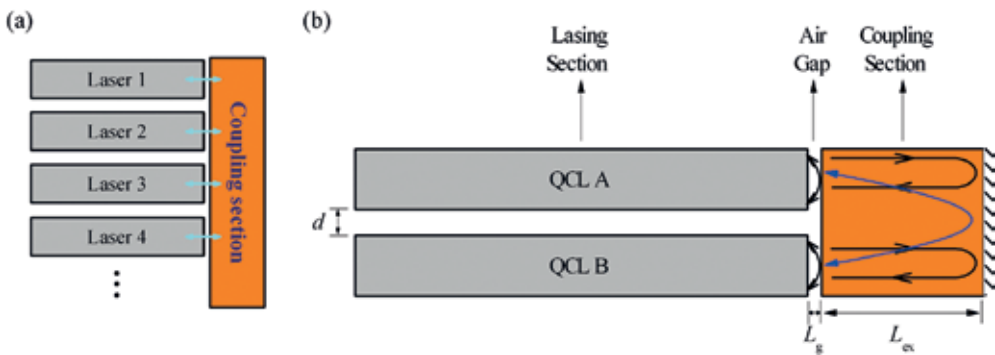 (a)
Laser 1
Laser 2
Laser 3
Laser 4
Coupling section
(b)
Lasing
Section
Air
Gap
Coupling
Section
QCL A
d
QCL B
Lg
Lex